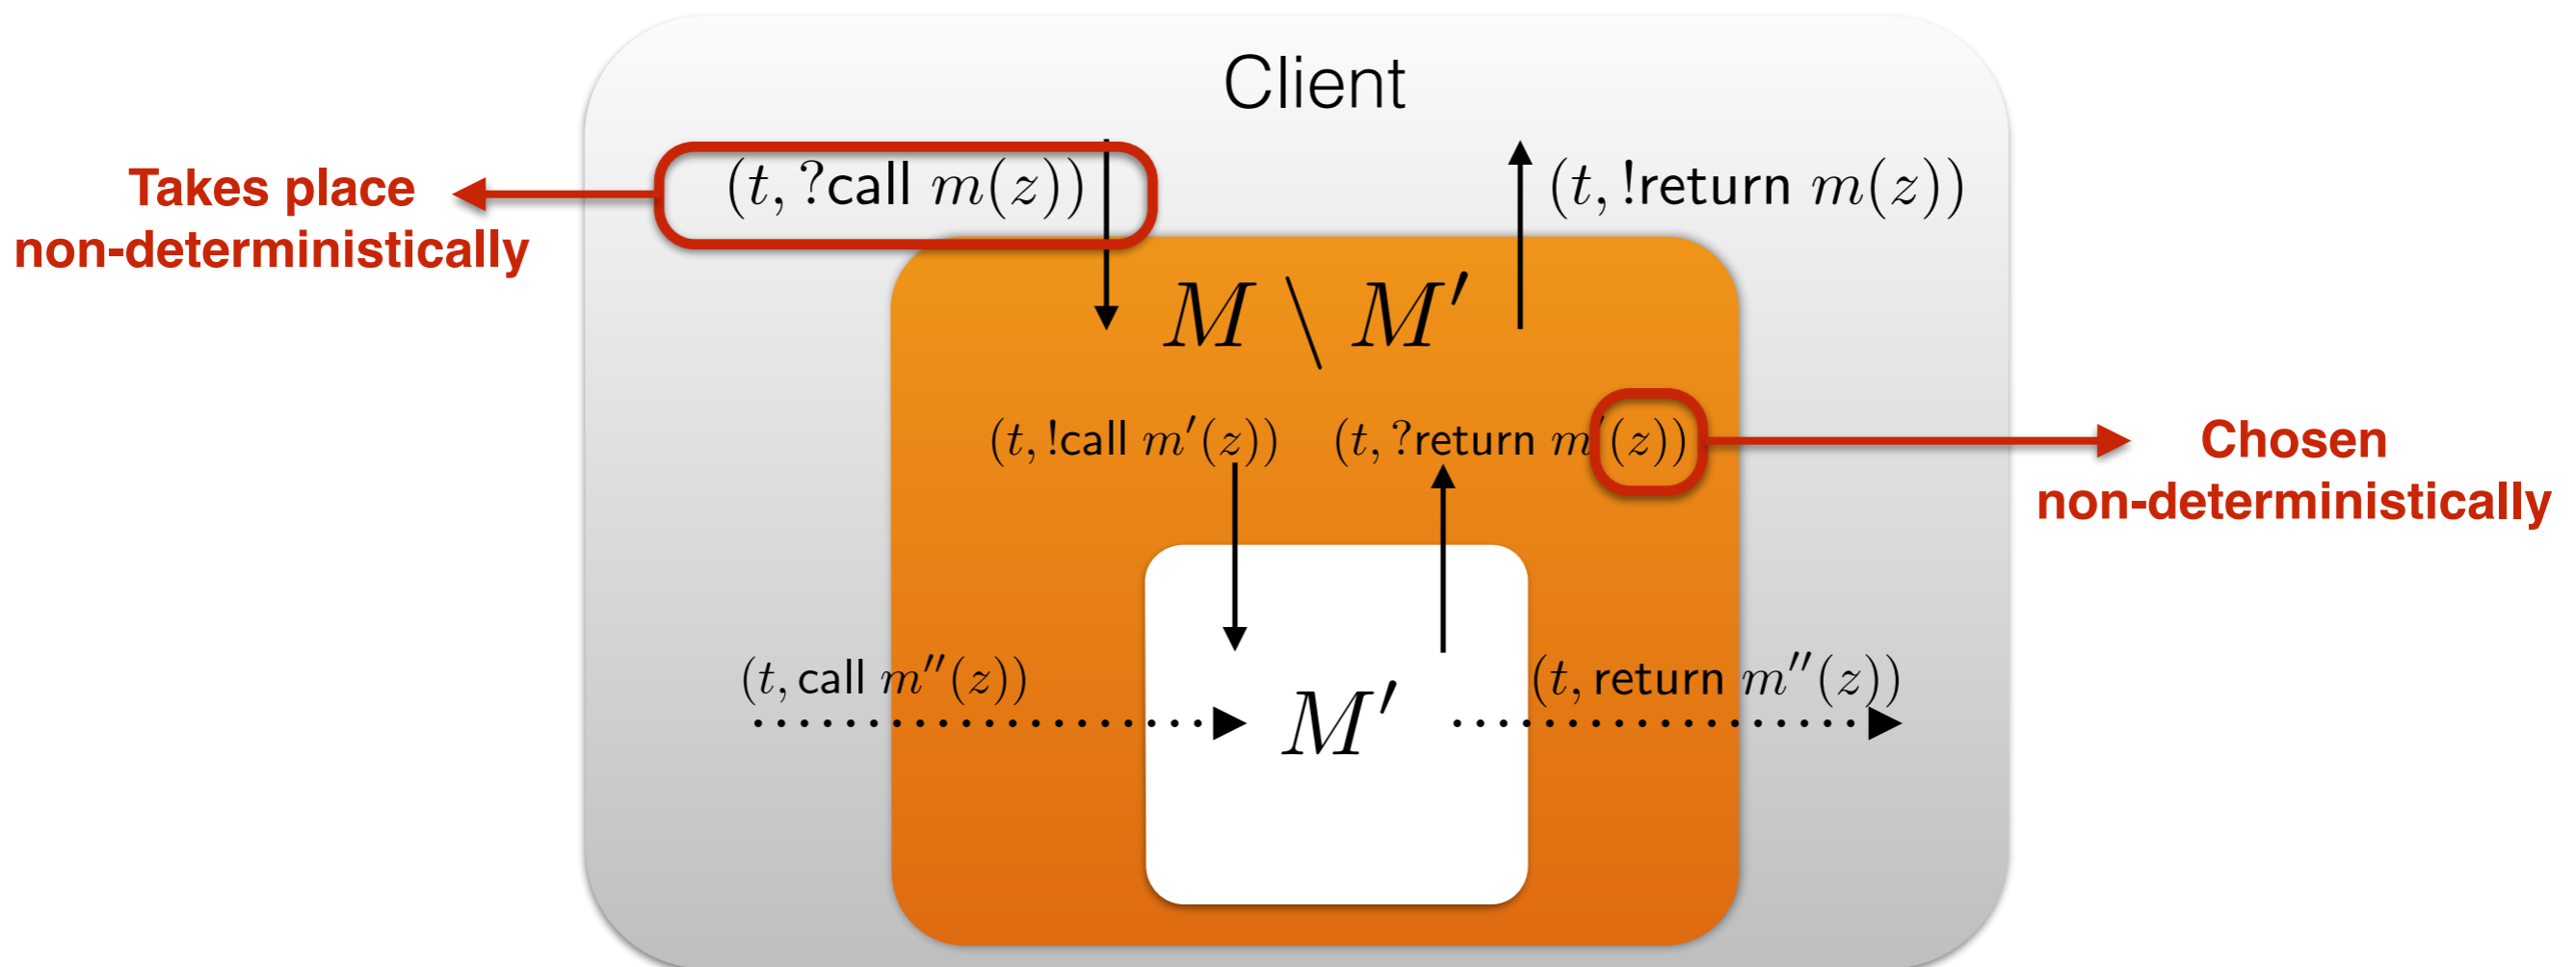 Client
Takes place
non-deterministically
(t, ?call m(z))
(t, !return m(z))
M \ M′
(t, !call m′(z))
(t, ?return m′(z))
Chosen
non-deterministically
(t, call m′′(z))
(t, return m′′(z))
M′